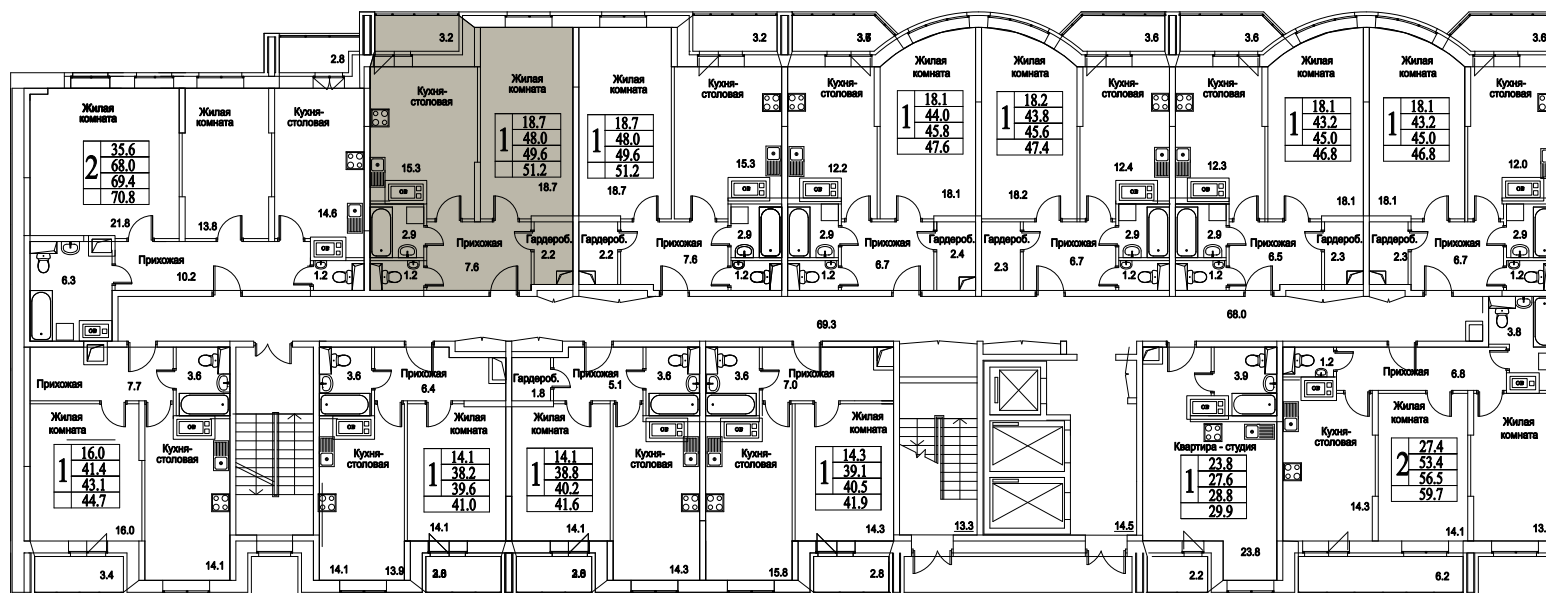 3.2
3.2
3.6
3.6
3.6
2.8
Жилая
комната
Жилая
комната
Кухня-
столовая
2
35.6
68.0
69.4
70.8
21.8
13.8
14.6
Прихожая
10.2
6.3
1.2
ОВ
ОВ
Кухня-
столовая
Жилая
комната
1
18.7
48.0
49.6
51.2
15.3
18.7
ОВ
2.9
Прихожая
7.6
Гардероб.
2.2
1.2
Жилая
комната
Кухня-
столовая
1
18.7
48.0
49.6
51.2
18.7
15.3
ОВ
Гардероб.
2.2
Прихожая
7.6
2.9
1.2
Кухня-
столовая
Жилая
комната
1
18.1
44.0
45.8
47.6
12.2
18.1
ОВ
2.9
Прихожая
6.7
Гардероб.
2.4
1.2
Жилая
комната
Кухня-
столовая
1
18.2
43.8
45.6
47.4
18.2
12.4
ОВ
Гардероб.
2.3
Прихожая
6.7
2.9
1.2
Кухня-
столовая
Жилая
комната
1
18.1
43.2
45.0
46.8
12.3
18.1
ОВ
2.9
Прихожая
6.5
Гардероб.
2.3
1.2
Жилая
комната
Кухня-
столовая
1
18.1
43.2
45.0
46.8
18.1
12.0
ОВ
Гардероб.
2.3
Прихожая
6.7
2.9
1.2
69.3
68.0
Прихожая
7.7
3.6
Жилая
комната
ОВ
Кухня-
столовая
1
16.0
41.4
43.1
44.7
16.0
14.1
3.4
3.6
Прихожая
6.4
ОВ
Кухня-
столовая
Жилая
комната
1
14.1
38.2
39.6
41.0
14.1
14.1
13.9
Гардероб.
1.8
Прихожая
5.1
3.6
Жилая
комната
ОВ
Кухня-
столовая
1
14.1
38.8
40.2
41.6
14.1
14.3
3.6
Прихожая
7.0
ОВ
Кухня-
столовая
Жилая
комната
1
14.3
39.1
40.5
41.9
14.3
15.8
2.8
13.3
14.5
3.9
ОВ
Квартира - студия
1
23.8
27.6
28.8
29.9
23.8
2.2
1.2
Прихожая
6.8
3.8
ОВ
ОВ
Кухня-
столовая
Жилая
комната
Жилая
комната
2
27.4
53.4
56.5
59.7
14.3
14.1
6.2